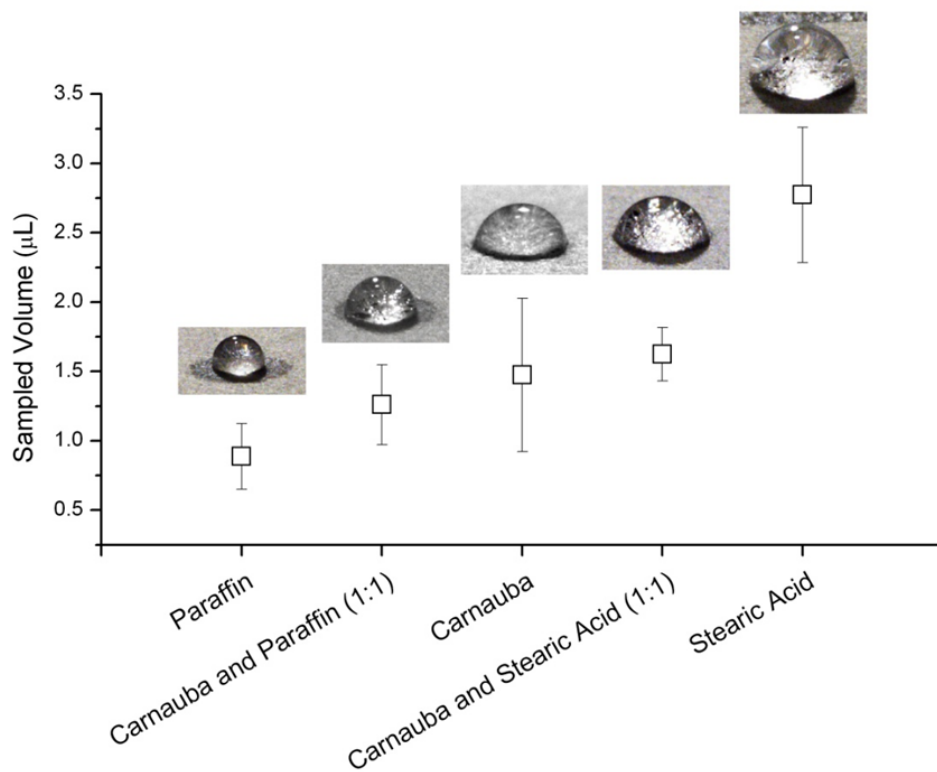 3.5
3.0
2.5
2.0
1.5
1.0
0.5
Sampled Volume (μL)
Paraffin
Carnauba and Paraffin (1:1)
Carnauba
Carnauba and Stearic Acid (1:1)
Stearic Acid